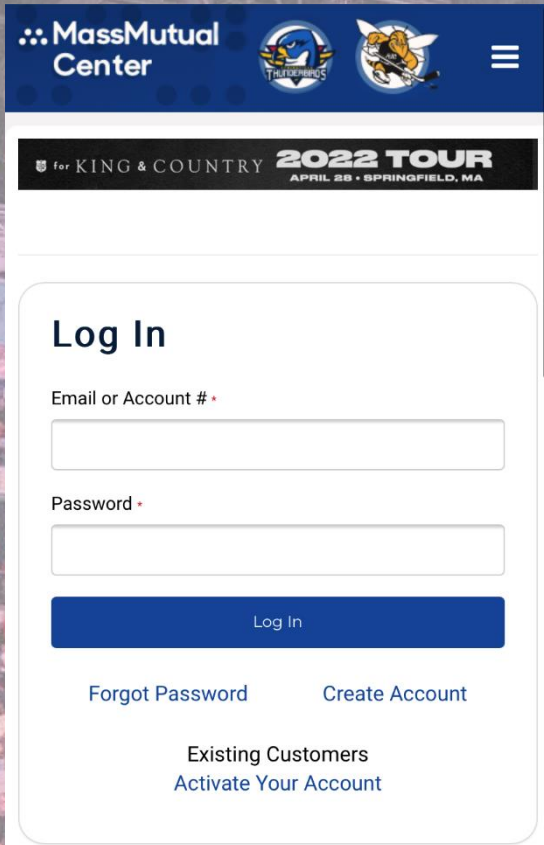 MassMutual
Center
THUNDERBIRDS
for KING & COUNTRY 2022 TOUR
APRIL 28 • SPRINGFIELD, MA
Log In
Email or Account # *
Password *
Log In
Forgot Password Create Account
Existing Customers
Activate Your Account